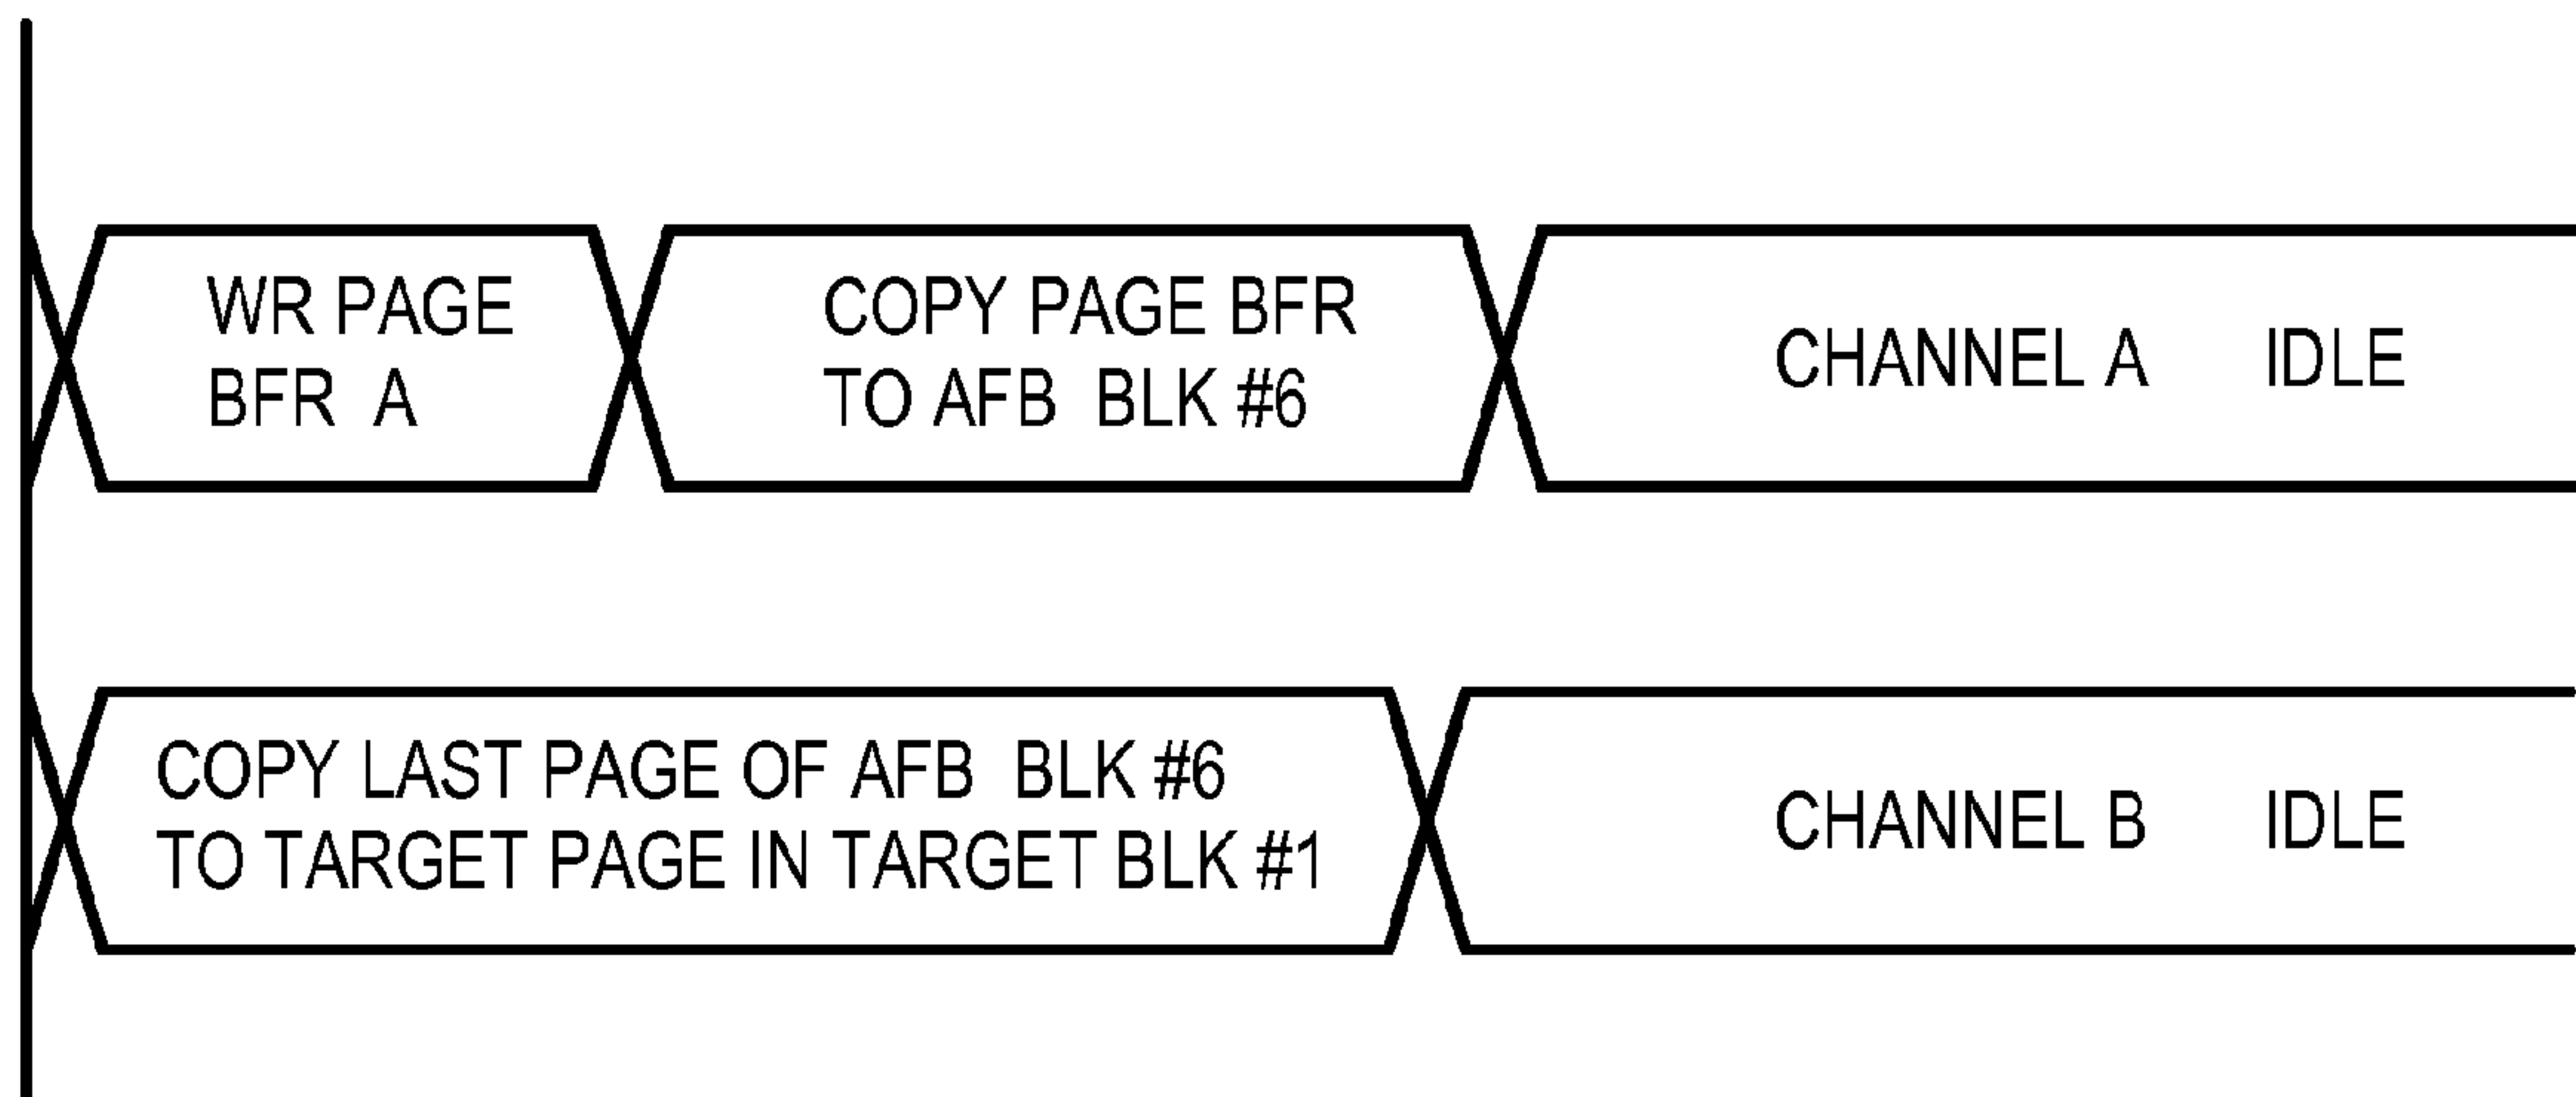 WR PAGE
BFR A
COPY PAGE BFR
TO AFB BLK #6
CHANNEL A IDLE
COPY LAST PAGE OF AFB BLK #6
TO TARGET PAGE IN TARGET BLK #1
CHANNEL B IDLE